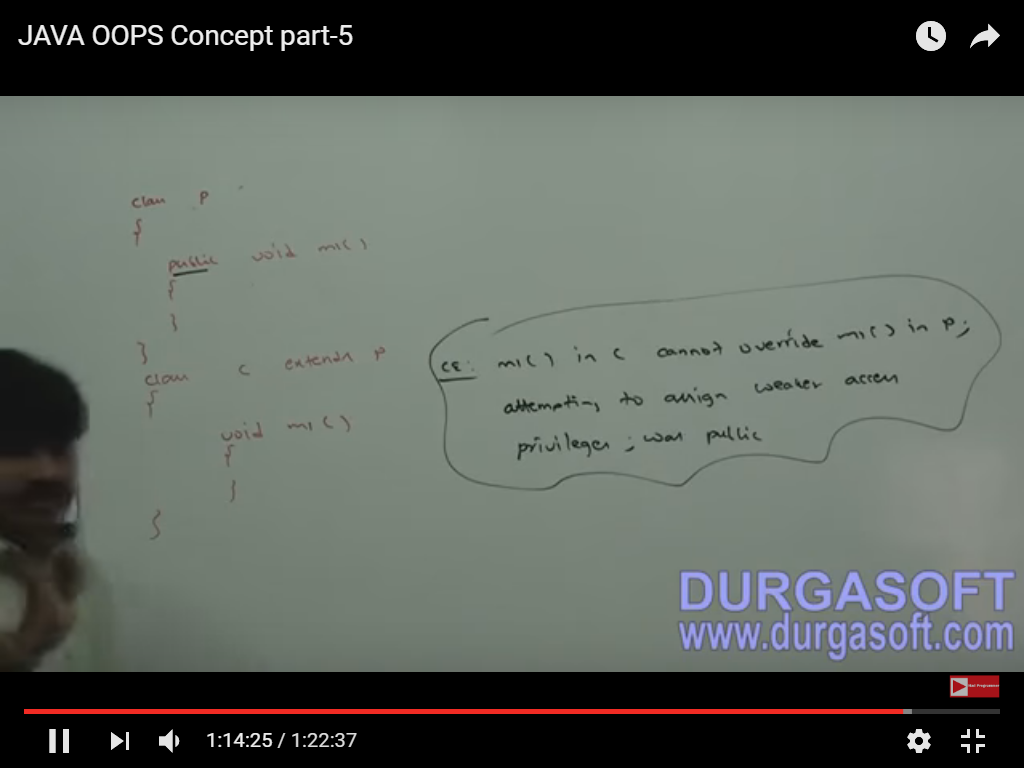 JAVA OOPS Concept part-5
class P
{
public void m1()
{
}
}
class C extends P
{
void m1()
{
}
}
CE: m1() in C cannot override m1() in P;
attempting to assign weaker access
privileges; was public
DURGASOFT
www.durgasoft.com
1:14:25 / 1:22:37